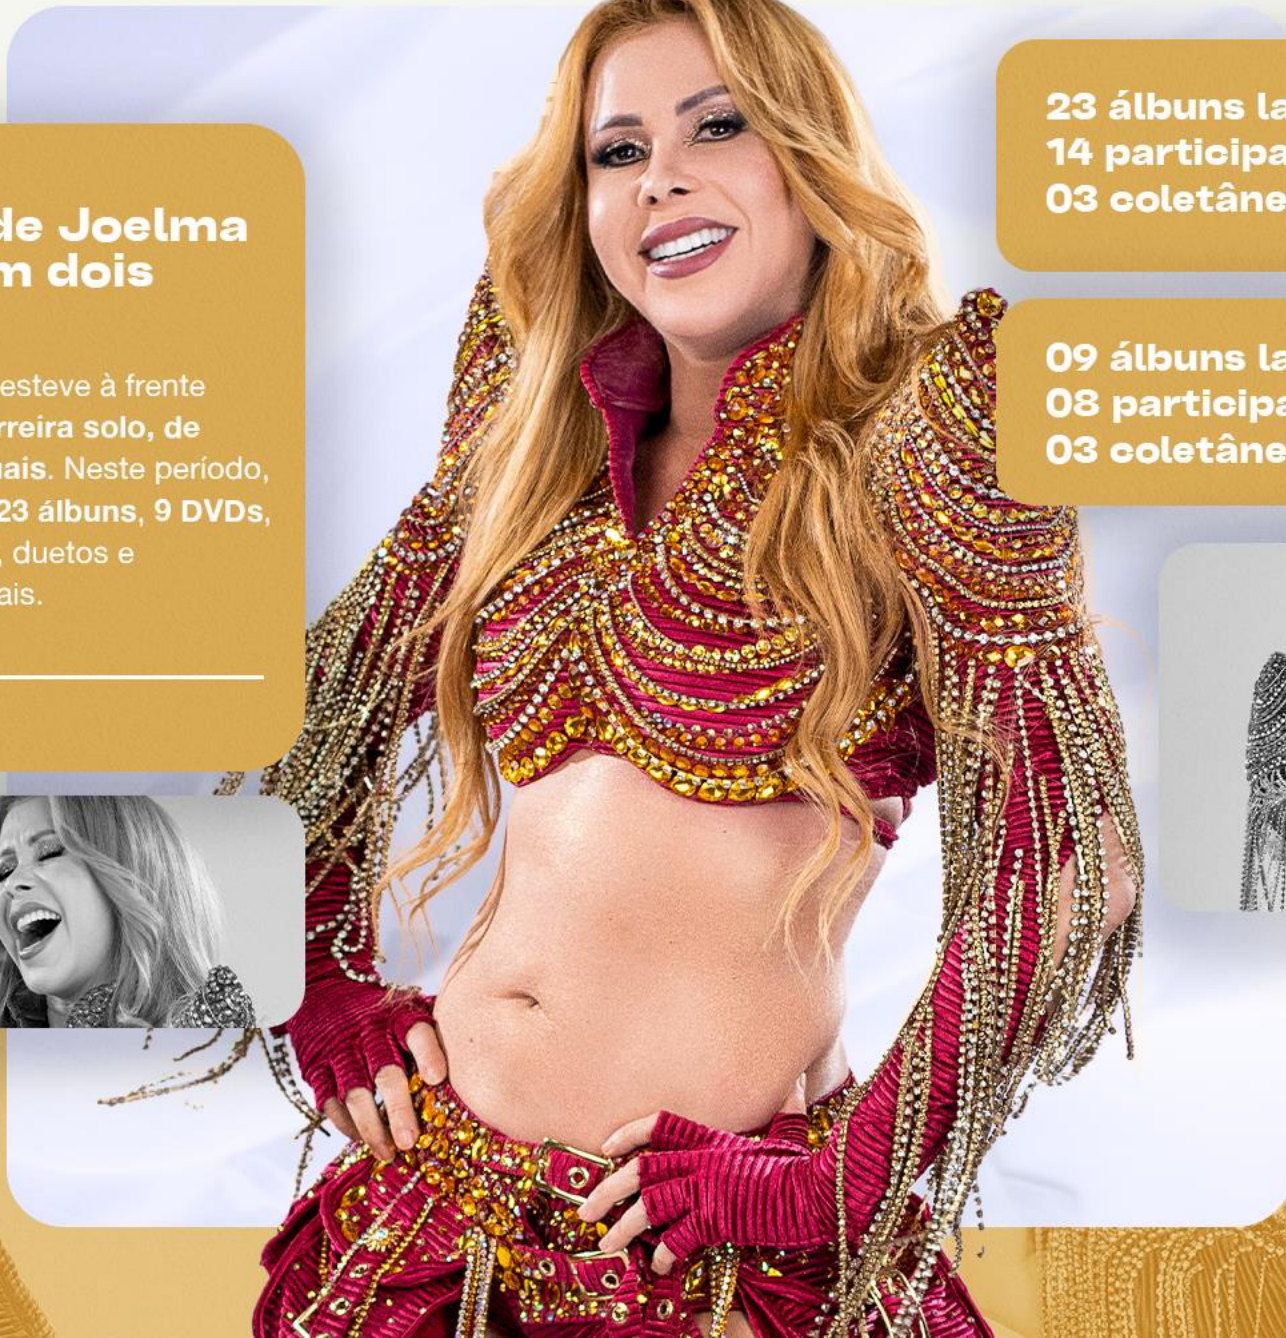 de Joelma
m dois
esteve à frente
rreira solo, de
ais. Neste período,
23 álbuns, 9 DVDs,
, duetos e
ais.
23 álbuns la
14 participa
03 coletâne
09 álbuns la
08 participa
03 coletâne